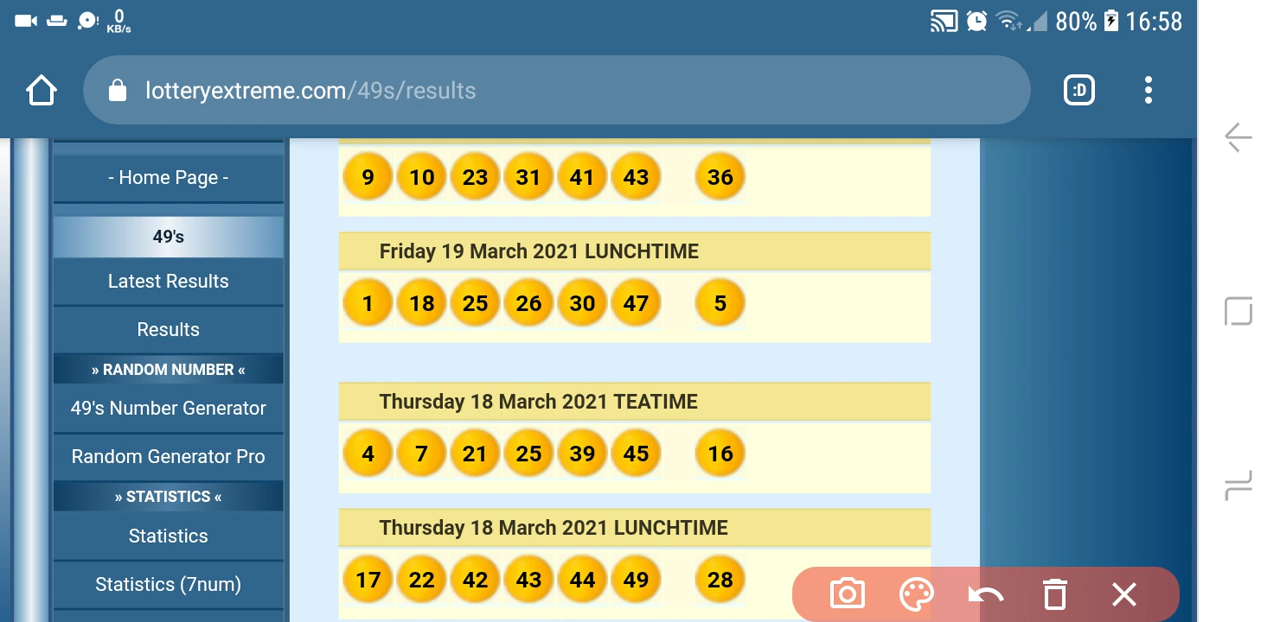 0
KB/s
80% 16:58
lotteryextreme.com/49s/results
:D
- Home Page -
49's
Latest Results
Results
» RANDOM NUMBER «
49's Number Generator
Random Generator Pro
» STATISTICS «
Statistics
Statistics (7num)
9 10 23 31 41 43 36
Friday 19 March 2021 LUNCHTIME
1 18 25 26 30 47 5
Thursday 18 March 2021 TEATIME
4 7 21 25 39 45 16
Thursday 18 March 2021 LUNCHTIME
17 22 42 43 44 49 28